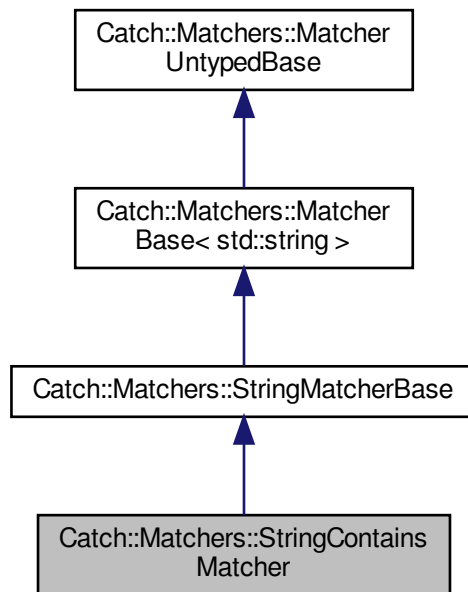 Catch::Matchers::Matcher
UntypedBase
Catch::Matchers::Matcher
Base< std::string >
Catch::Matchers::StringMatcherBase
Catch::Matchers::StringContains
Matcher